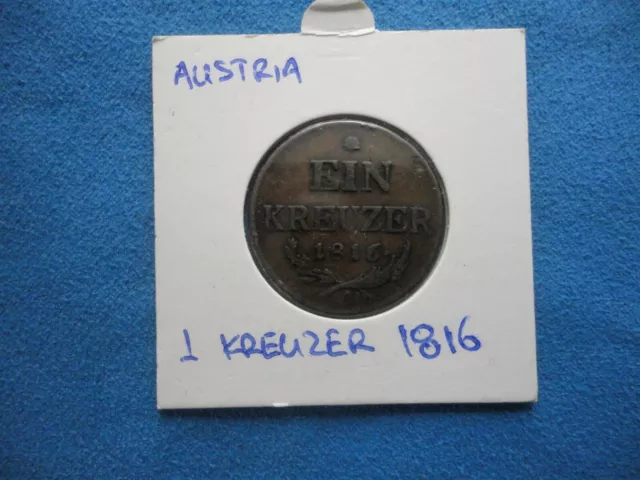 AUSTRIA
EIN
KREUZER
1816
1 KREUZER 1816